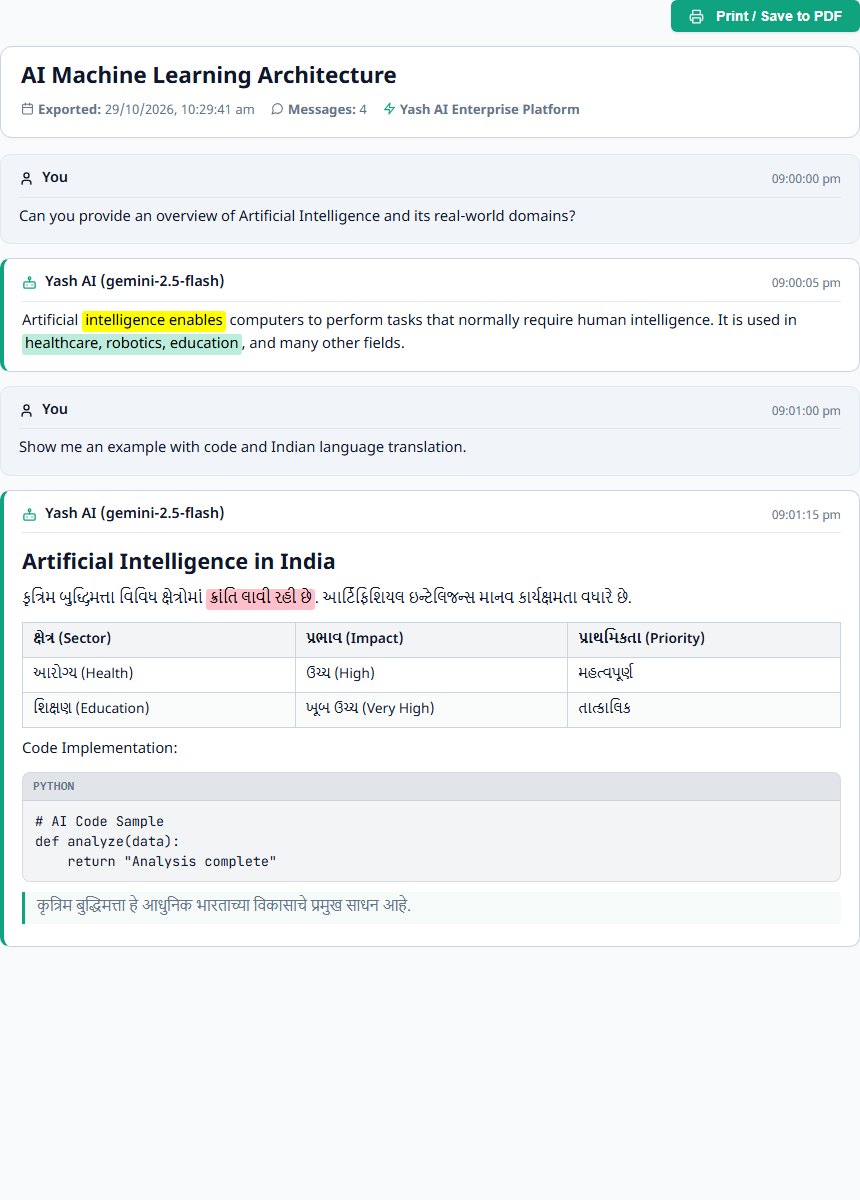 Print / Save to PDF
AI Machine Learning Architecture
Exported: 29/10/2026, 10:29:41 am Messages: 4 Yash AI Enterprise Platform
You 09:00:00 pm
Can you provide an overview of Artificial Intelligence and its real-world domains?
Yash AI (gemini-2.5-flash) 09:00:05 pm
Artificial intelligence enables computers to perform tasks that normally require human intelligence. It is used in
healthcare, robotics, education, and many other fields.
You 09:01:00 pm
Show me an example with code and Indian language translation.
Yash AI (gemini-2.5-flash) 09:01:15 pm
Artificial Intelligence in India
કૃત્રિમ બુદ્ધિમત્તા વિવિધ ક્ષેત્રોમાં ક્રાંતિ લાવી રહી છે. આર્ટિફિશિયલ ઇન્ટેલિજન્સ માનવ કાર્યક્ષમતા વધારે છે.
ક્ષેત્ર (Sector) પ્રભાવ (Impact) પ્રાથમિકતા (Priority)
આરોગ્ય (Health) ઉચ્ચ (High) મહત્વપૂર્ણ
શિક્ષણ (Education) ખૂબ ઉચ્ચ (Very High) તાત્કાલિક
Code Implementation:
PYTHON
# AI Code Sample
def analyze(data):
    return "Analysis complete"
कृत्रिम बुद्धिमत्ता हे आधुनिक भारताच्या विकासाचे प्रमुख साधन आहे.